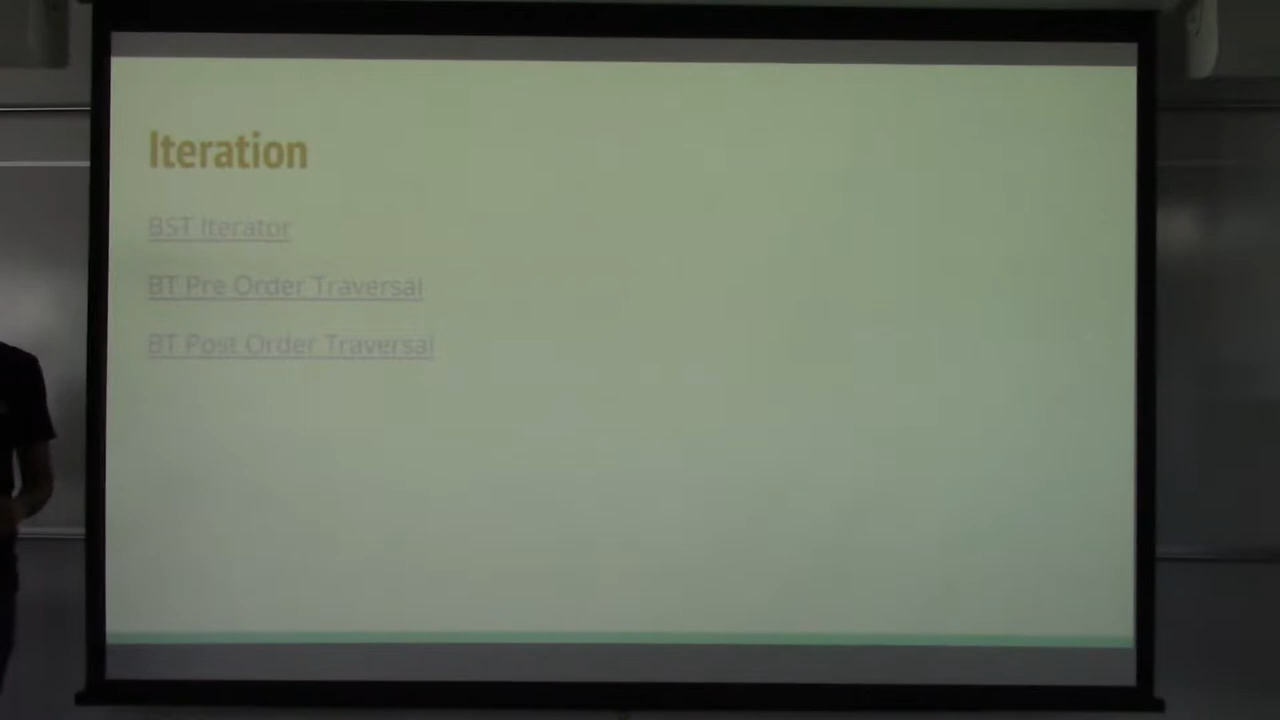 Iteration
BST Iterator
BT Pre Order Traversal
BT Post Order Traversal